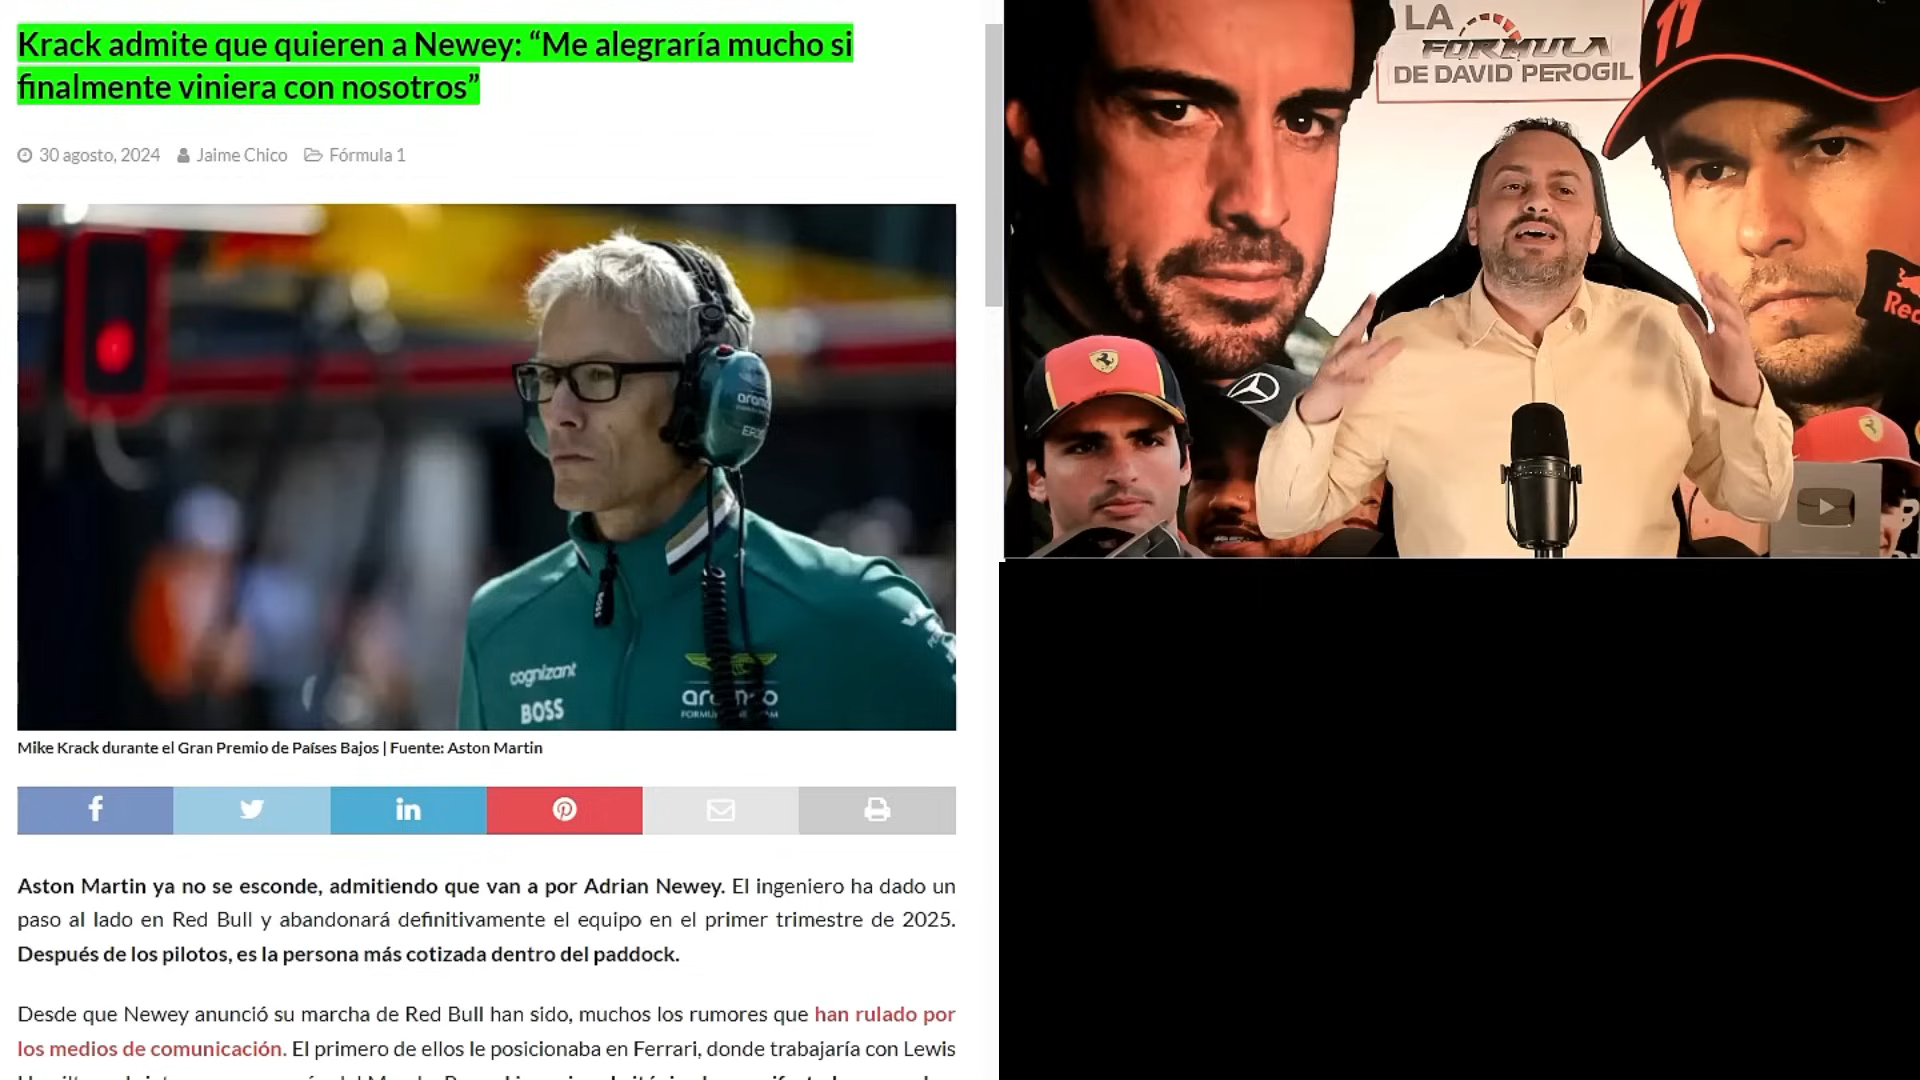 Krack admite que quieren a Newey: “Me alegraría mucho si
finalmente viniera con nosotros”
30 agosto, 2024 Jaime Chico Fórmula 1
cognizant
BOSS
aramco
Mike Krack durante el Gran Premio de Países Bajos | Fuente: Aston Martin
Aston Martin ya no se esconde, admitiendo que van a por Adrian Newey. El ingeniero ha dado un
paso al lado en Red Bull y abandonará definitivamente el equipo en el primer trimestre de 2025.
Después de los pilotos, es la persona más cotizada dentro del paddock.
Desde que Newey anunció su marcha de Red Bull han sido, muchos los rumores que han rulado por
los medios de comunicación. El primero de ellos le posicionaba en Ferrari, donde trabajaría con Lewis
LA
FORMULA
DE DAVID PEROGIL
11
Red